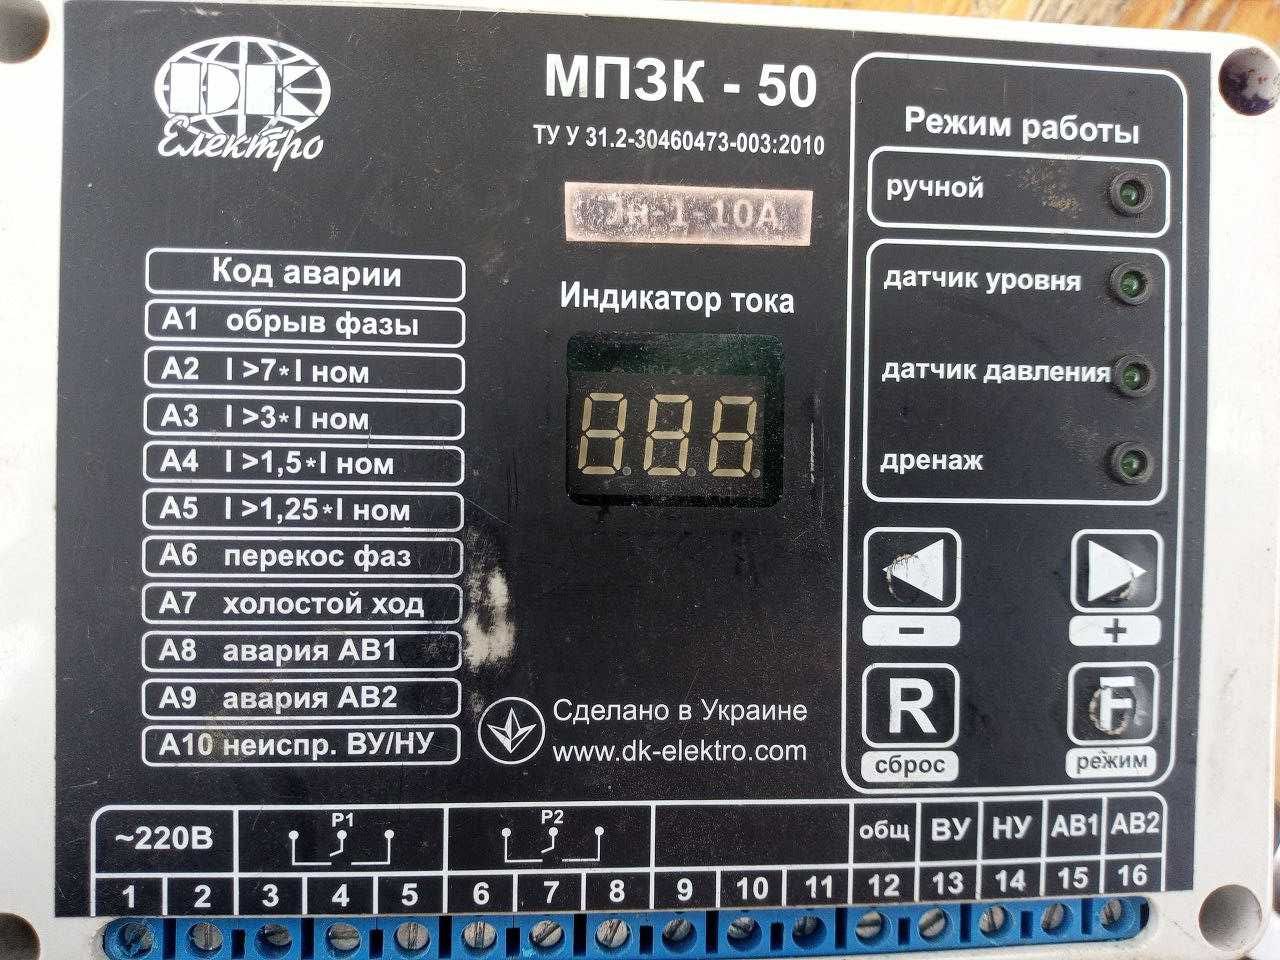 DK
Електро
МПЗК - 50
ТУ У 31.2-30460473-003:2010
Jн-1-10А
Индикатор тока
Код аварии
А1 обрыв фазы
А2 I >7*I ном
А3 I >3*I ном
А4 I >1,5*I ном
А5 I >1,25*I ном
А6 перекос фаз
А7 холостой ход
А8 авария АВ1
А9 авария АВ2
А10 неиспр. ВУ/НУ
Сделано в Украине
www.dk-elektro.com
Режим работы
ручной
датчик уровня
датчик давления
дренаж
- +
R F
сброс режим
~220В P1 P2 общ ВУ НУ АВ1 АВ2
1 2 3 4 5 6 7 8 9 10 11 12 13 14 15 16